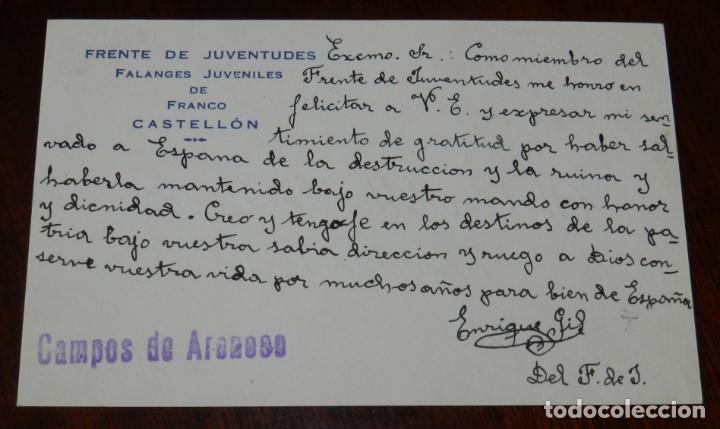 FRENTE DE JUVENTUDES
FALANGES JUVENILES
DE
FRANCO
CASTELLÓN
Excmo. Sr.: Como miembro del
Frente de Juventudes me honro en
felicitar a V. E. y expresar mi sen-
timiento de gratitud por haber sal-
vado a España de la destruccion y la ruina y
haberla mantenido bajo vuestro mando con honor
y dignidad. Creo y tengo fe en los destinos de la pa-
tria bajo vuestra sabia direccion y ruego a Dios con-
serve vuestra vida por muchos años para bien de España
Enrique Gil
Del F. de J.
Campos de Arenoso
todocoleccion.net